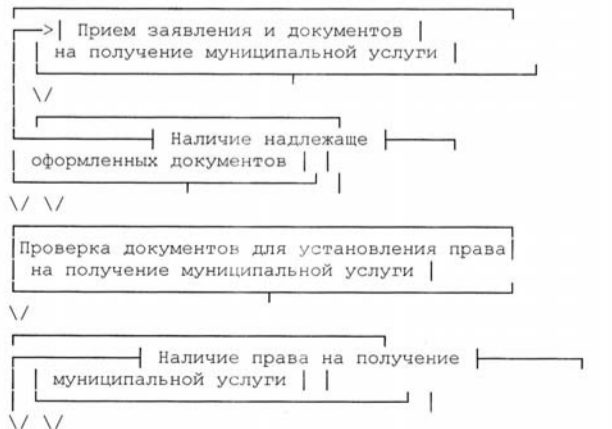 Прием заявления и документов
на получение муниципальной услуги
Наличие надлежаще
оформленных документов
Проверка документов для установления права
на получение муниципальной услуги
Наличие права на получение
муниципальной услуги